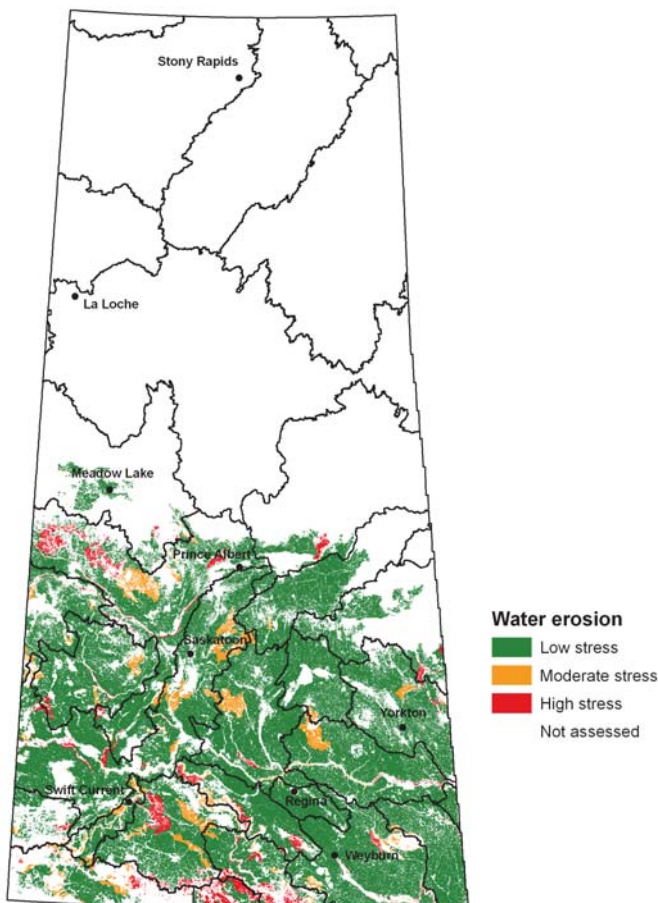 Stony Rapids
La Loche
Meadow Lake
Prince Albert
Saskatoon
Water erosion
Low stress
Moderate stress
High stress
Not assessed
Yorkton
Swift Current
Regina
Weyburn